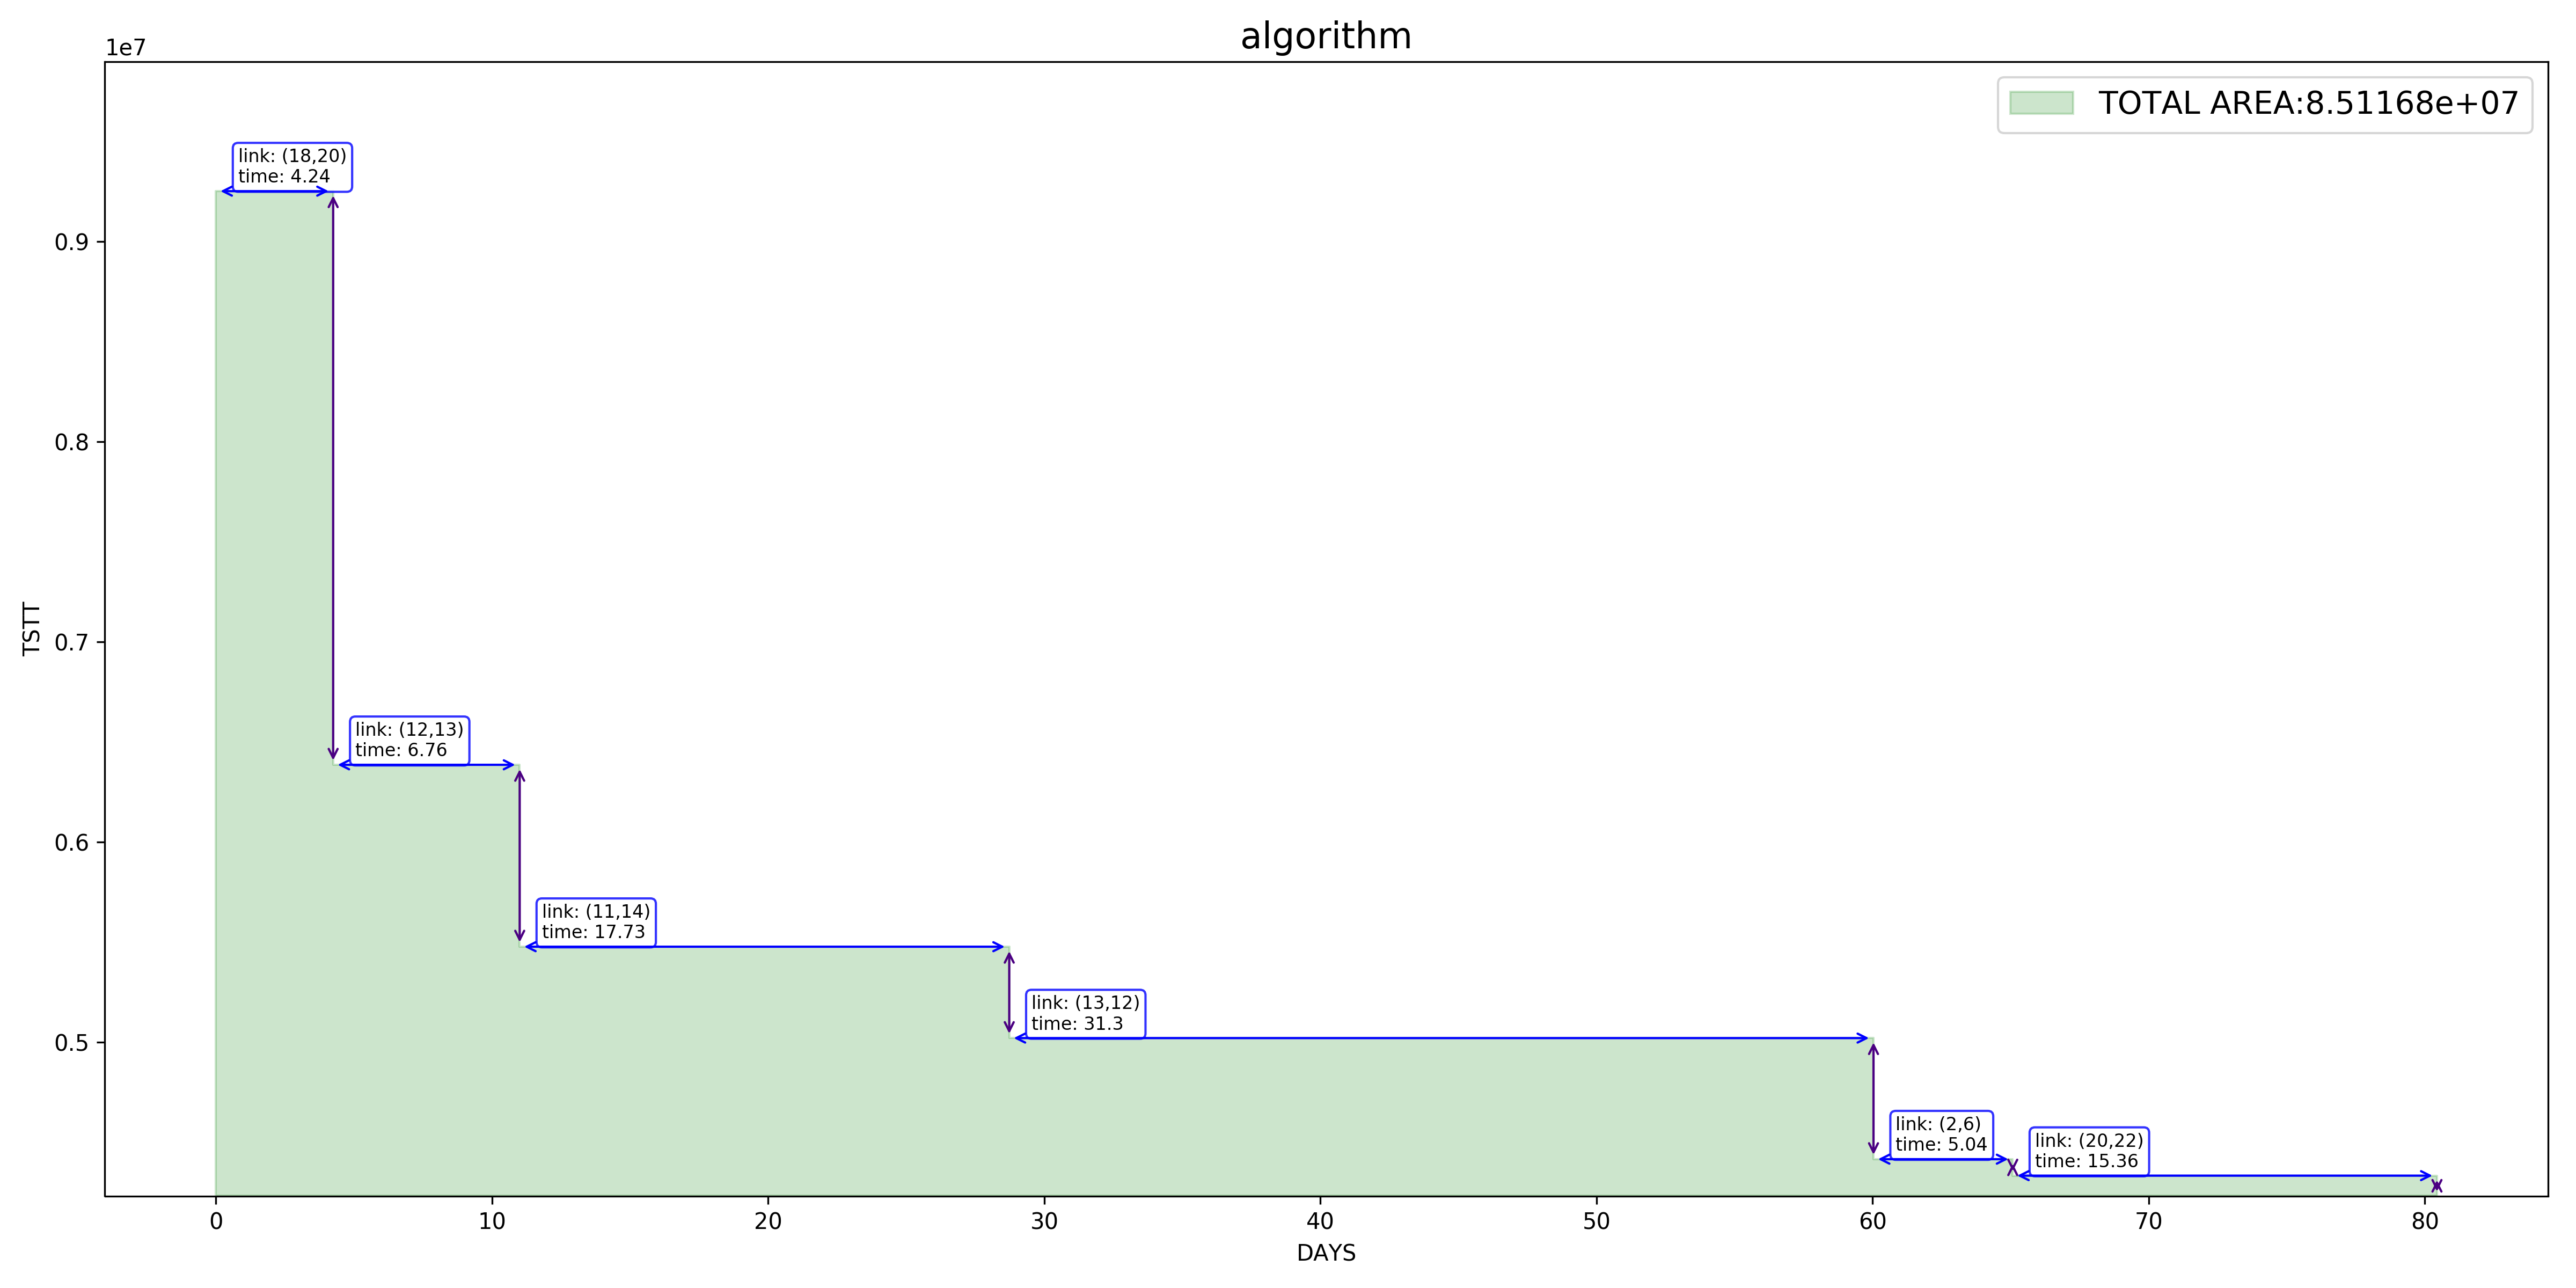 algorithm
1e7
TOTAL AREA:8.51168e+07
link: (18,20)
time: 4.24
0.9
0.8
0.7
TSTT
link: (12,13)
time: 6.76
0.6
link: (11,14)
time: 17.73
link: (13,12)
time: 31.3
0.5
link: (2,6)
time: 5.04
link: (20,22)
time: 15.36
0 10 20 30 40 50 60 70 80
DAYS